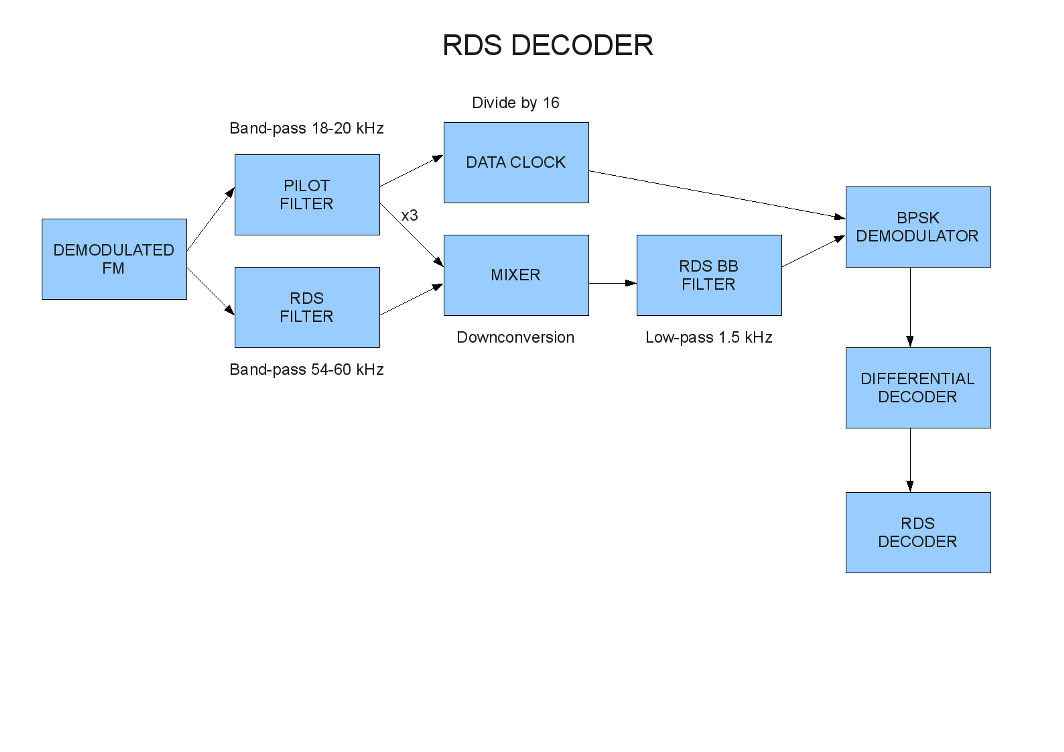 RDS DECODER
Divide by 16
Band-pass 18-20 kHz
DATA CLOCK
PILOT
FILTER
x3
BPSK
DEMODULATOR
DEMODULATED
FM
MIXER
RDS BB
FILTER
RDS
FILTER
Downconversion
Low-pass 1.5 kHz
Band-pass 54-60 kHz
DIFFERENTIAL
DECODER
RDS
DECODER